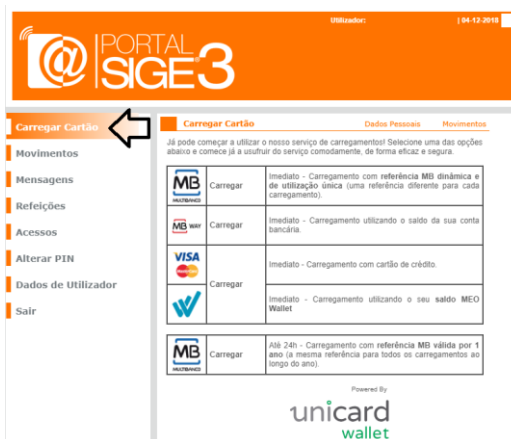 Utilizador:
| 04-12-2018
@ PORTAL
SIGE3
Carregar Cartão
Movimentos
Mensagens
Refeições
Acessos
Alterar PIN
Dados de Utilizador
Sair
Carregar Cartão
Dados Pessoais
Movimentos
Já pode começar a utilizar o nosso serviço de carregamentos! Selecione uma das opções
abaixo e comece já a usufruir do serviço comodamente, de forma eficaz e segura.
MB
MULTIBANCO
Carregar
Imediato - Carregamento com referência MB dinâmica e
de utilização única (uma referência diferente para cada
carregamento).
MB WAY
Carregar
Imediato - Carregamento utilizando o saldo da sua conta
bancária.
VISA
MasterCard
Carregar
Imediato - Carregamento com cartão de crédito.
Imediato - Carregamento utilizando o seu saldo MEO
Wallet
MB
MULTIBANCO
Carregar
Até 24h - Carregamento com referência MB válida por 1
ano (a mesma referência para todos os carregamentos ao
longo do ano).
Powered By
unicard
wallet